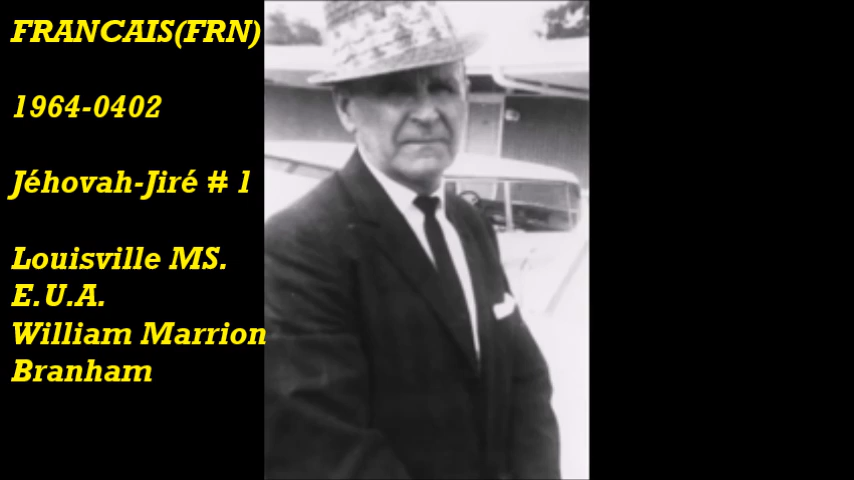 FRANCAIS(FRN)
1964-0402
Jéhovah-Jiré # 1
Louisville MS.
E.U.A.
William Marrion
Branham